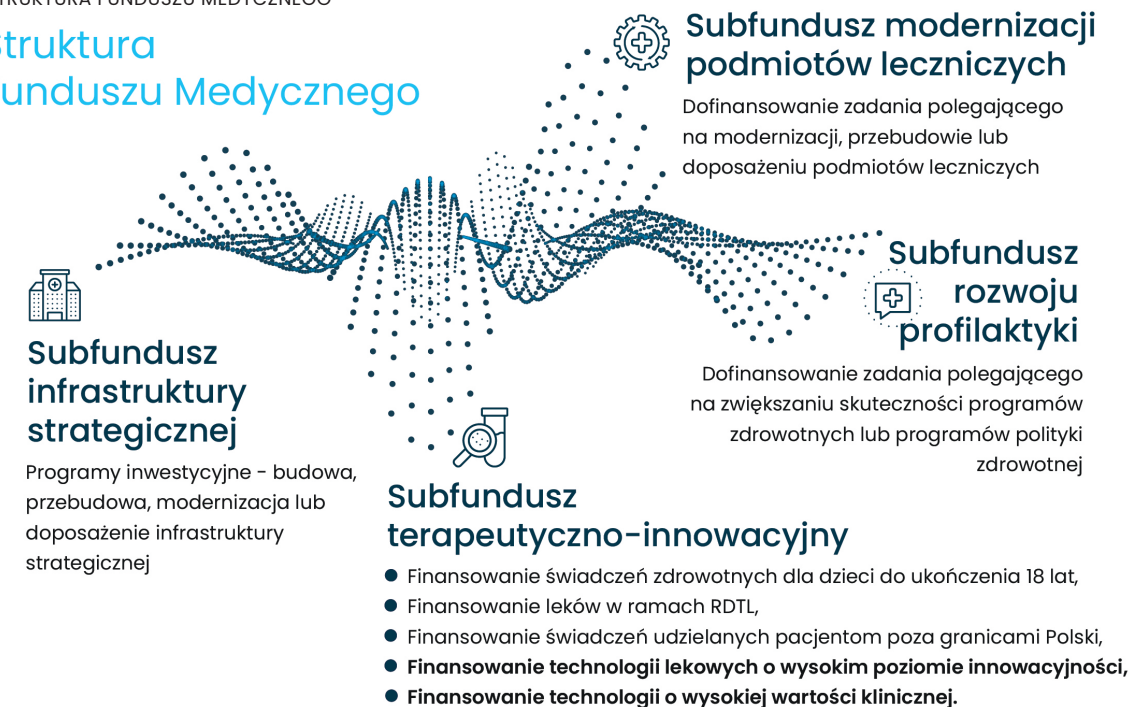 STRUKTURA FUNDUSZU MEDYCZNEGO
Struktura
Funduszu Medycznego
Subfundusz modernizacji
podmiotów leczniczych
Dofinansowanie zadania polegającego
na modernizacji, przebudowie lub
doposażeniu podmiotów leczniczych
Subfundusz
rozwoju
profilaktyki
Dofinansowanie zadania polegającego
na zwiększaniu skuteczności programów
zdrowotnych lub programów polityki
zdrowotnej
Subfundusz
infrastruktury
strategicznej
Programy inwestycyjne - budowa,
przebudowa, modernizacja lub
doposażenie infrastruktury
strategicznej
Subfundusz
terapeutyczno-innowacyjny
Finansowanie świadczeń zdrowotnych dla dzieci do ukończenia 18 lat,
Finansowanie leków w ramach RDTL,
Finansowanie świadczeń udzielanych pacjentom poza granicami Polski,
Finansowanie technologii lekowych o wysokim poziomie innowacyjności,
Finansowanie technologii o wysokiej wartości klinicznej.